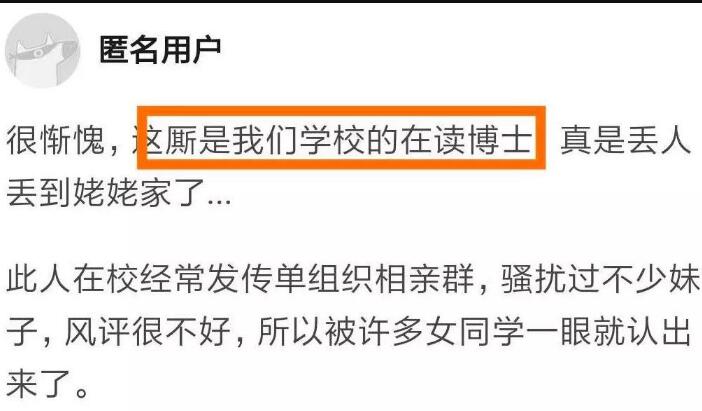 匿名用户
很惭愧，这厮是我们学校的在读博士 真是丢人
丢到姥姥家了...
此人在校经常发传单组织相亲群，骚扰过不少妹
子，风评很不好，所以被许多女同学一眼就认出
来了。